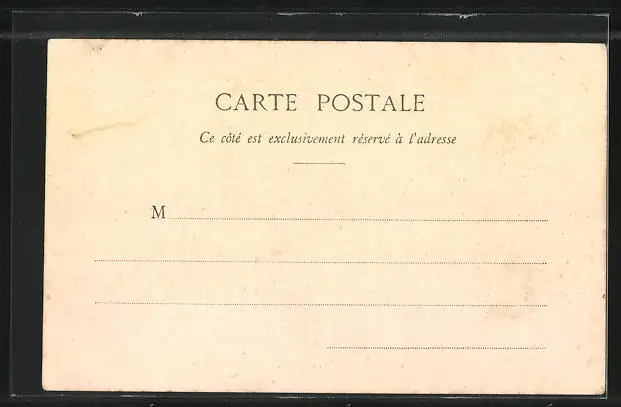 CARTE POSTALE
Ce côté est exclusivement réservé à l'adresse
M